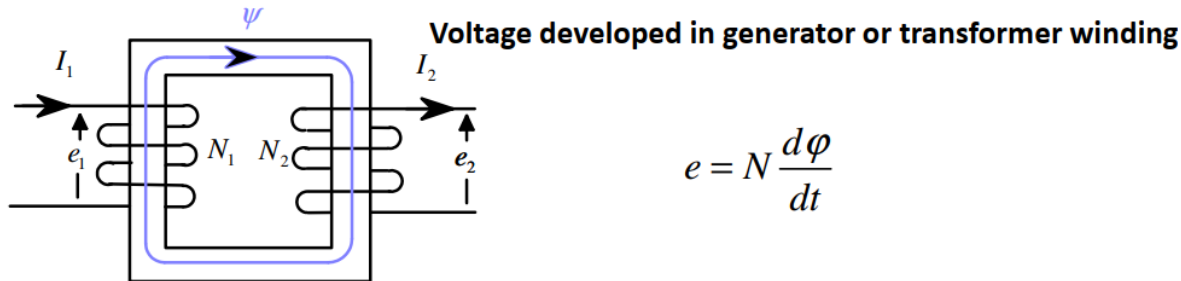 ψ
Voltage developed in generator or transformer winding
I₁
I₂
e₁
N₁ N₂
e₂
e = N dφ/dt